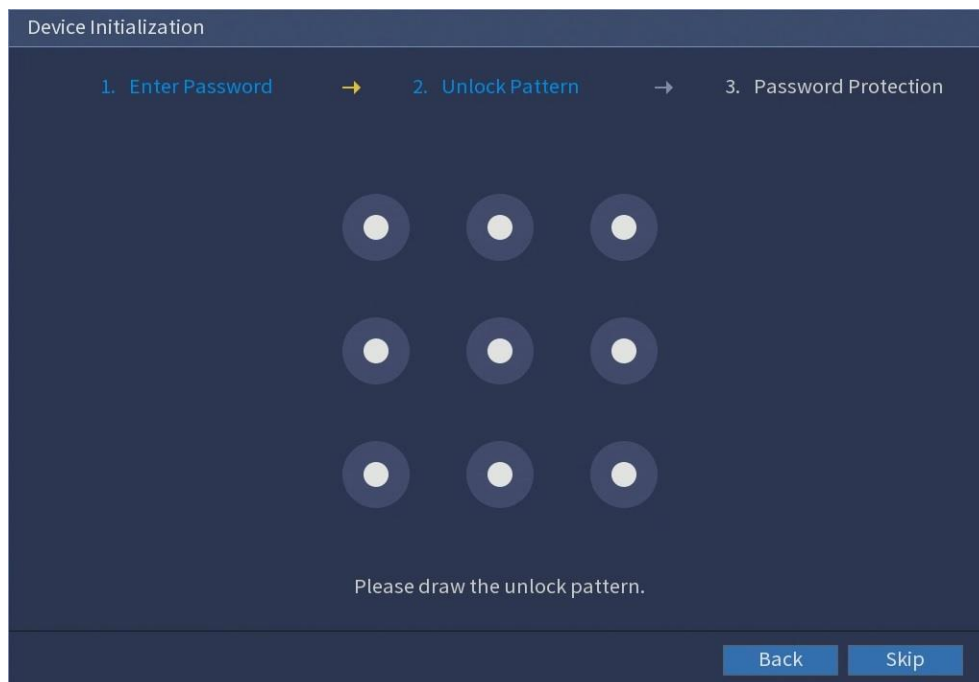 Device Initialization
1. Enter Password → 2. Unlock Pattern → 3. Password Protection
Please draw the unlock pattern.
Back Skip